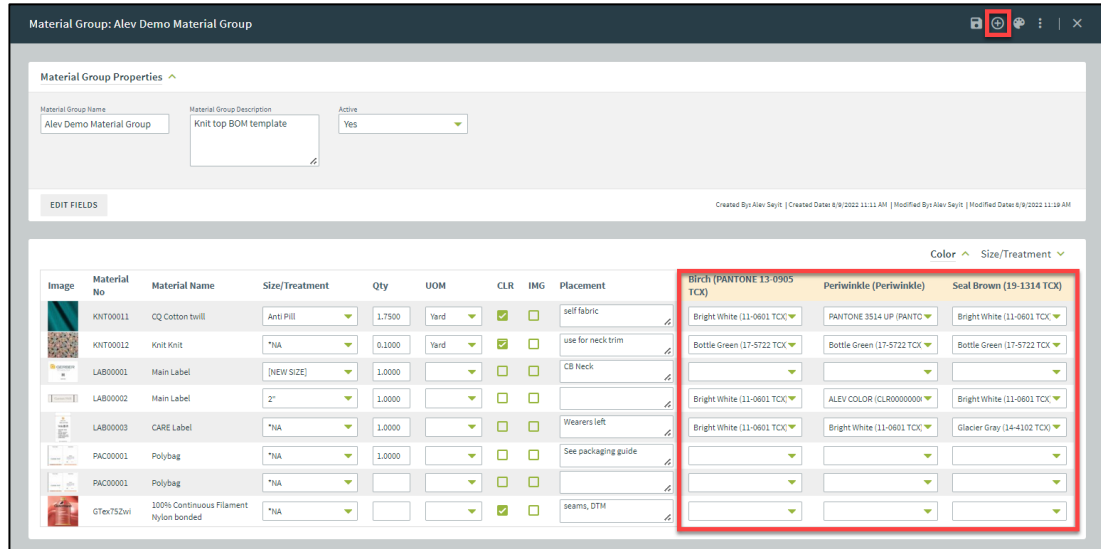 Material Group: Alev Demo Material Group
Material Group Properties
Material Group Name
Material Group Description
Active
Alev Demo Material Group
Knit top BOM template
Yes
EDIT FIELDS
Created By: Alev Seyit | Created Date: 8/9/2022 11:11 AM | Modified By: Alev Seyit | Modified Date: 8/9/2022 11:19 AM
Color Size/Treatment
Image Material No Material Name Size/Treatment Qty UOM CLR IMG Placement Birch (PANTONE 13-0905 TCX) Periwinkle (Periwinkle) Seal Brown (19-1314 TCX)
KNT00011 CQ Cotton twill Anti Pill 1.7500 Yard self fabric Bright White (11-0601 TCX) PANTONE 3514 UP (PANTC Bright White (11-0601 TCX)
KNT00012 Knit Knit *NA 0.1000 Yard use for neck trim Bottle Green (17-5722 TCX Bottle Green (17-5722 TCX Bottle Green (17-5722 TCX
LAB00001 Main Label [NEW SIZE] 1.0000 CB Neck
LAB00002 Main Label 2" 1.0000 Bright White (11-0601 TCX) ALEV COLOR (CLR00000000 Bright White (11-0601 TCX)
LAB00003 CARE Label *NA 1.0000 Wearers left Bright White (11-0601 TCX) Bright White (11-0601 TCX) Glacier Gray (14-4102 TCX)
PAC00001 Polybag *NA 1.0000 See packaging guide
PAC00001 Polybag *NA
GTex75Zwi 100% Continuous Filament Nylon bonded *NA seams, DTM